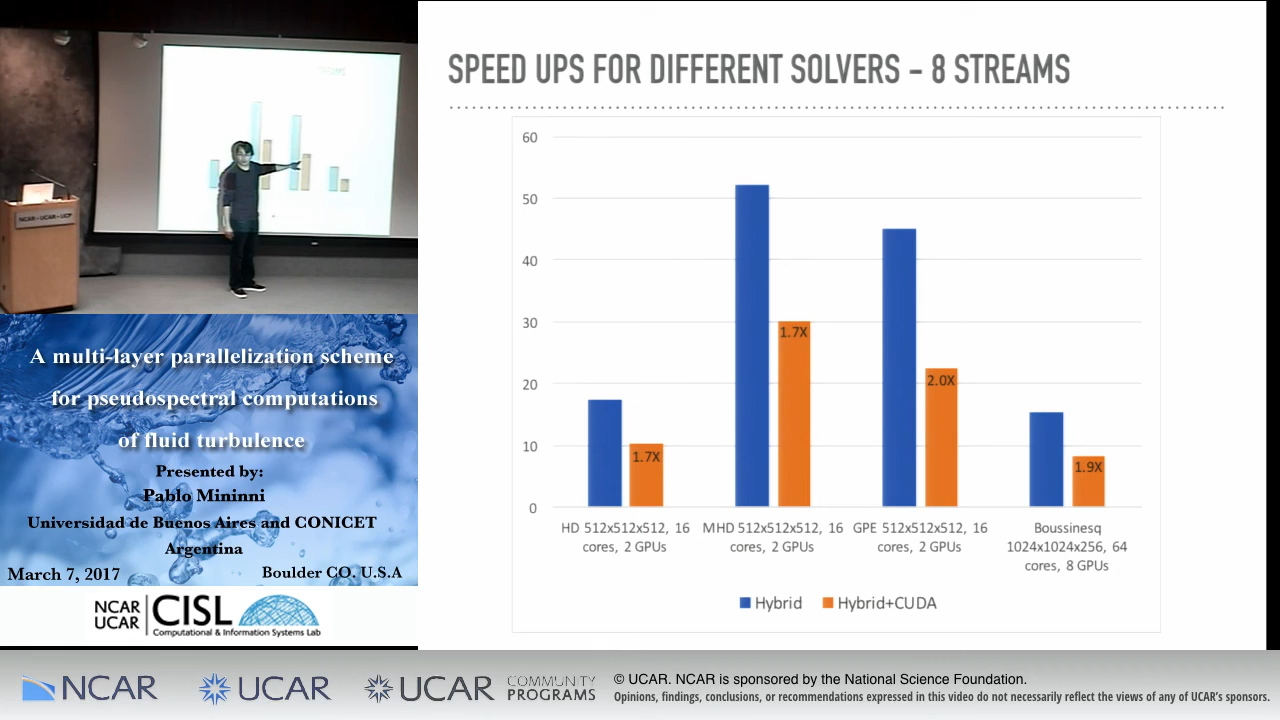 NCAR • UCAR • UCP
A multi-layer parallelization scheme
for pseudospectral computations
of fluid turbulence
Presented by:
Pablo Mininni
Universidad de Buenos Aires and CONICET
Argentina
March 7, 2017
Boulder CO. U.S.A
NCAR
UCAR
CISL
Computational & Information Systems Lab
SPEED UPS FOR DIFFERENT SOLVERS - 8 STREAMS
60
50
40
30
20
10
0
1.7X
1.7X
2.0X
1.9X
HD 512x512x512, 16
cores, 2 GPUs
MHD 512x512x512, 16
cores, 2 GPUs
GPE 512x512x512, 16
cores, 2 GPUs
Boussinesq
1024x1024x256, 64
cores, 8 GPUs
Hybrid
Hybrid+CUDA
NCAR
UCAR
UCAR
COMMUNITY
PROGRAMS
© UCAR. NCAR is sponsored by the National Science Foundation.
Opinions, findings, conclusions, or recommendations expressed in this video do not necessarily reflect the views of any of UCAR's sponsors.